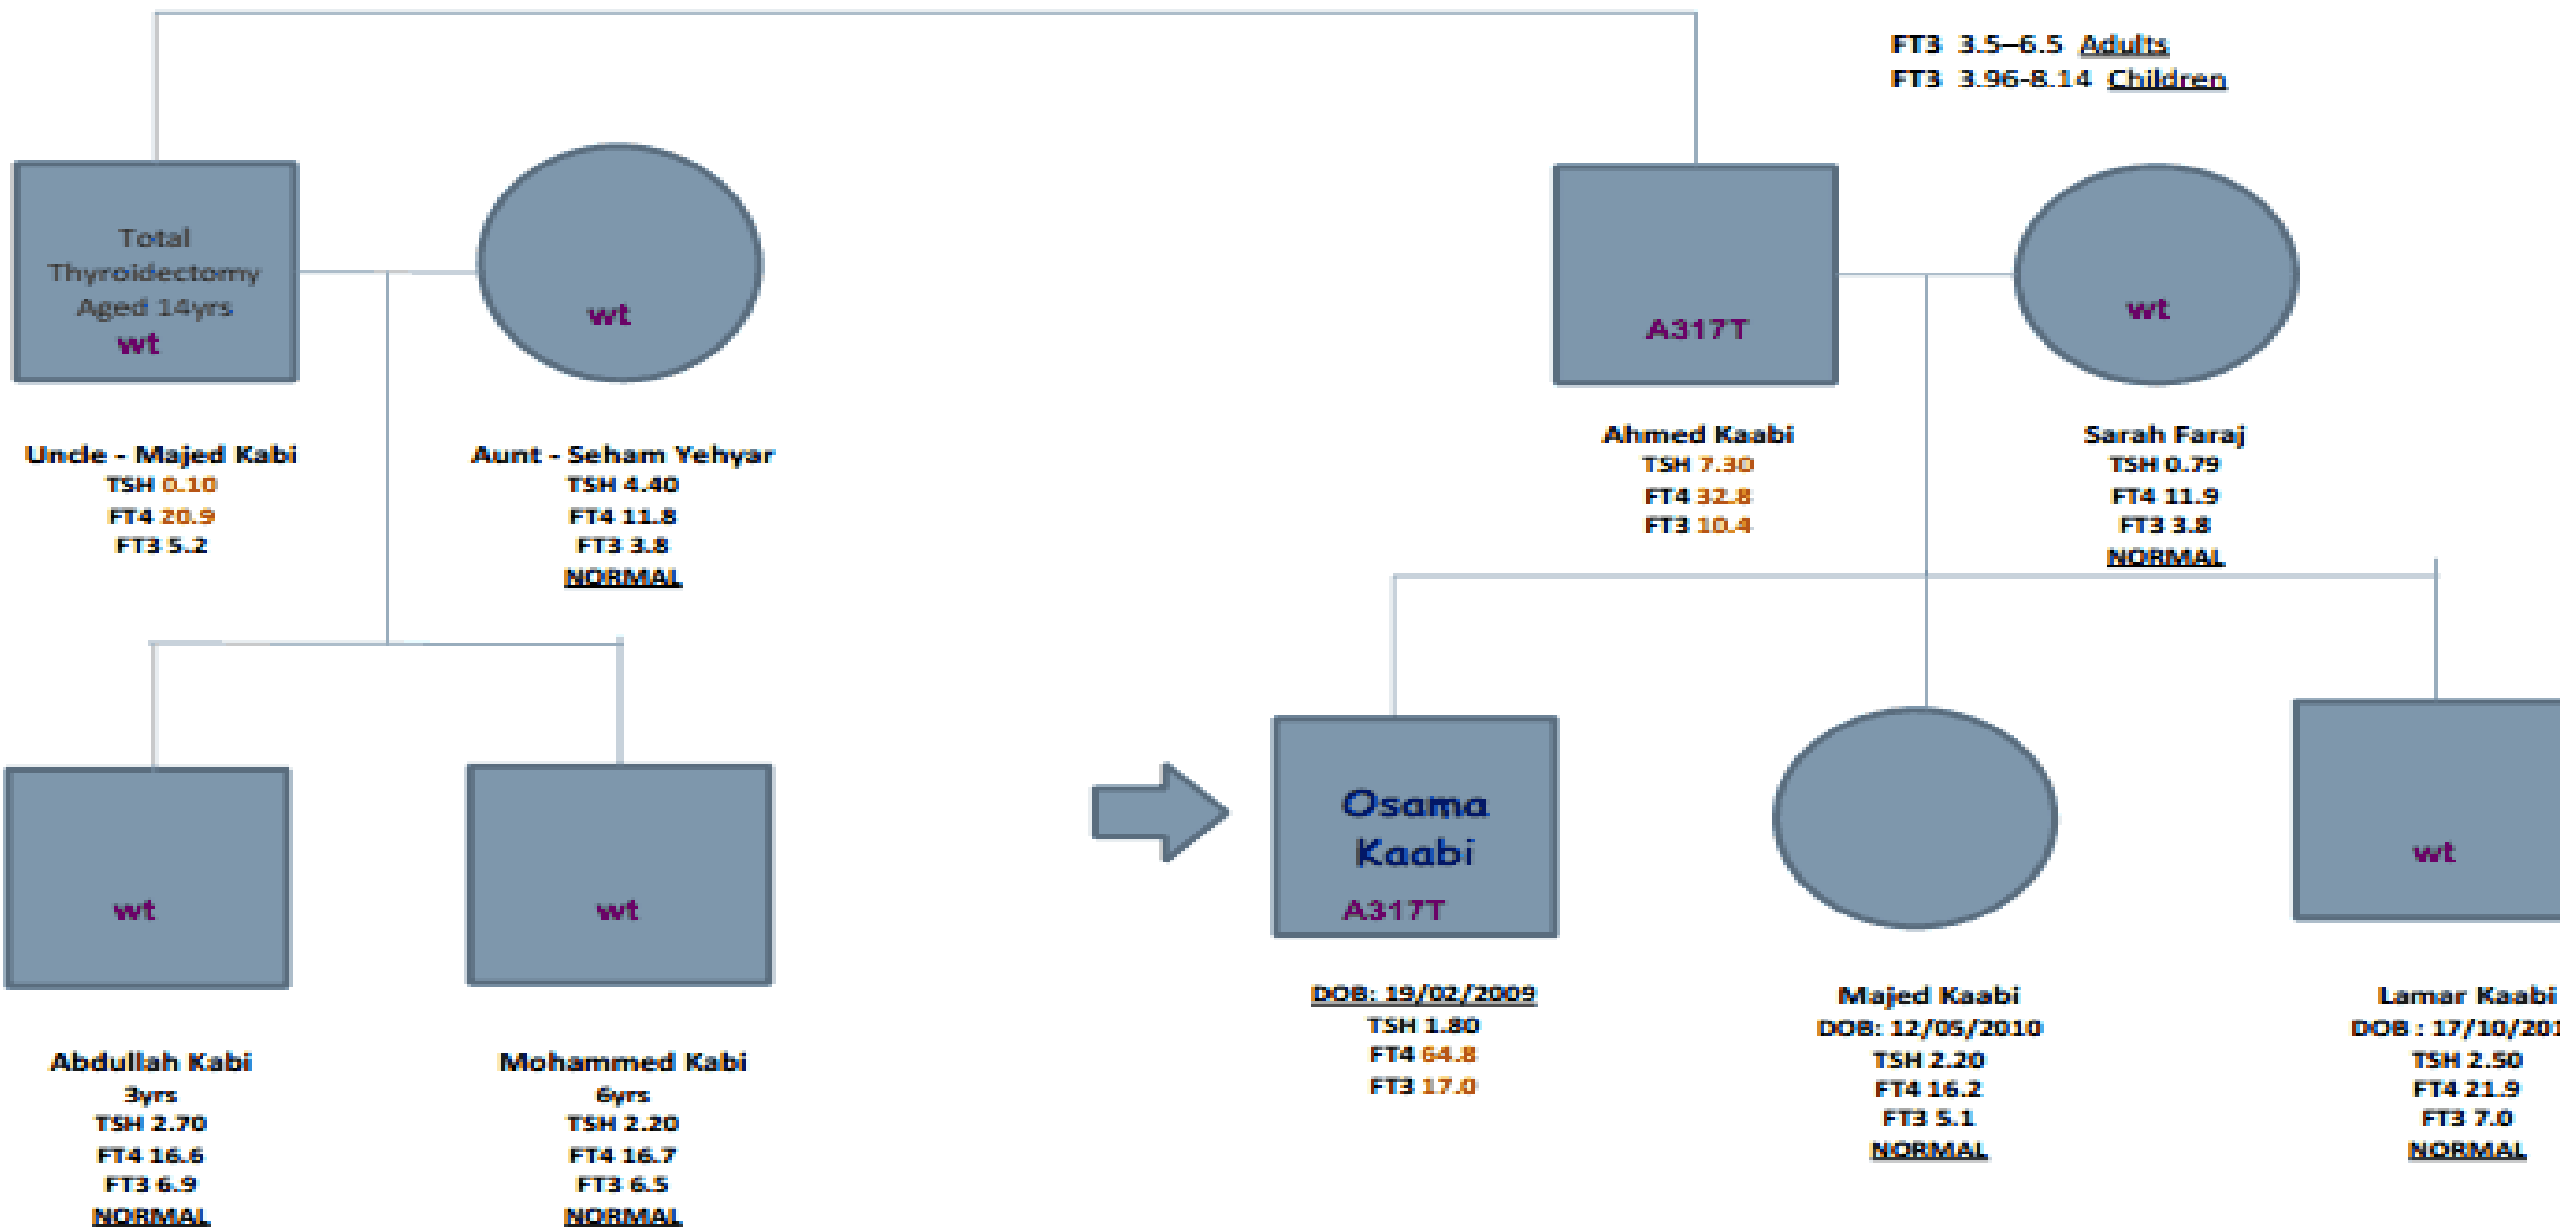 FT3 3.5–6.5 Adults
FT3 3.96-8.14 Children
Total
Thyroidectomy
Aged 14yrs
wt
wt
A317T
wt
Uncle - Majed Kabi
TSH 0.10
FT4 20.9
FT3 5.2
Aunt - Seham Yehyar
TSH 4.40
FT4 11.8
FT3 3.8
NORMAL
Ahmed Kaabi
TSH 7.30
FT4 32.8
FT3 10.4
Sarah Faraj
TSH 0.79
FT4 11.9
FT3 3.8
NORMAL
wt
wt
Osama
Kaabi
A317T
wt
Abdullah Kabi
3yrs
TSH 2.70
FT4 16.6
FT3 6.9
NORMAL
Mohammed Kabi
6yrs
TSH 2.20
FT4 16.7
FT3 6.5
NORMAL
DOB: 19/02/2009
TSH 1.80
FT4 64.8
FT3 17.0
Majed Kaabi
DOB: 12/05/2010
TSH 2.20
FT4 16.2
FT3 5.1
NORMAL
Lamar Kaabi
DOB : 17/10/201
TSH 2.50
FT4 21.9
FT3 7.0
NORMAL